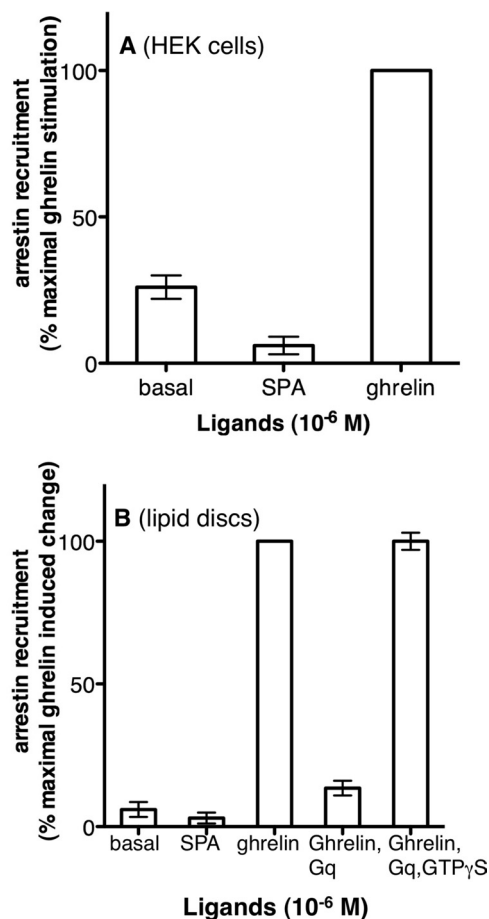 A (HEK cells)
arrestin recruitment
(% maximal ghrelin stimulation)
100
50
0
basal SPA ghrelin
Ligands (10⁻⁶ M)
B (lipid discs)
arrestin recruitment
(% maximal ghrelin induced change)
100
50
0
basal SPA ghrelin Ghrelin, Ghrelin,
Gq Gq,GTPγS
Ligands (10⁻⁶ M)